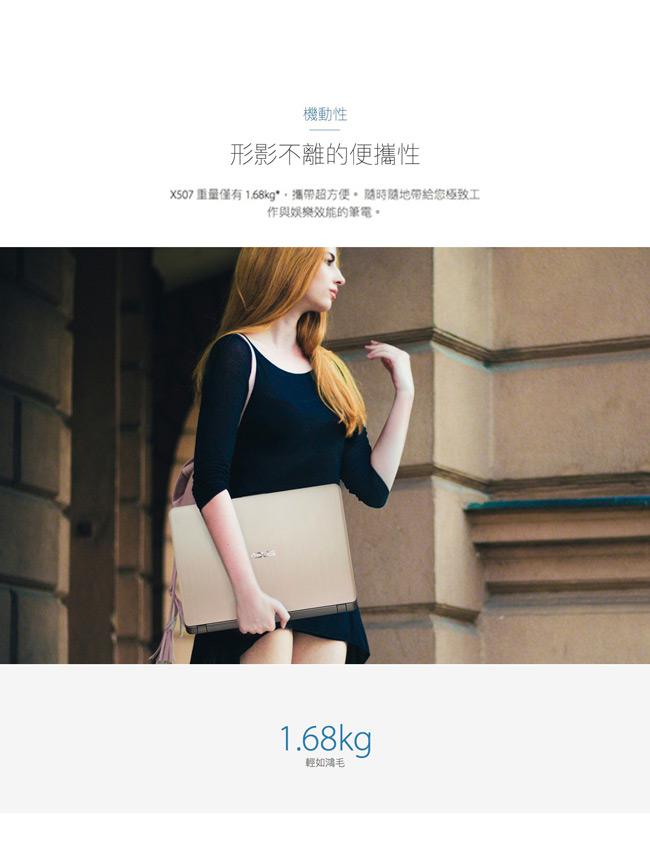 機動性
形影不離的便攜性
X507 重量僅有 1.68kg*，攜帶超方便。 隨時隨地帶給您極致工
作與娛樂效能的筆電。
ASUS
1.68kg
輕如鴻毛